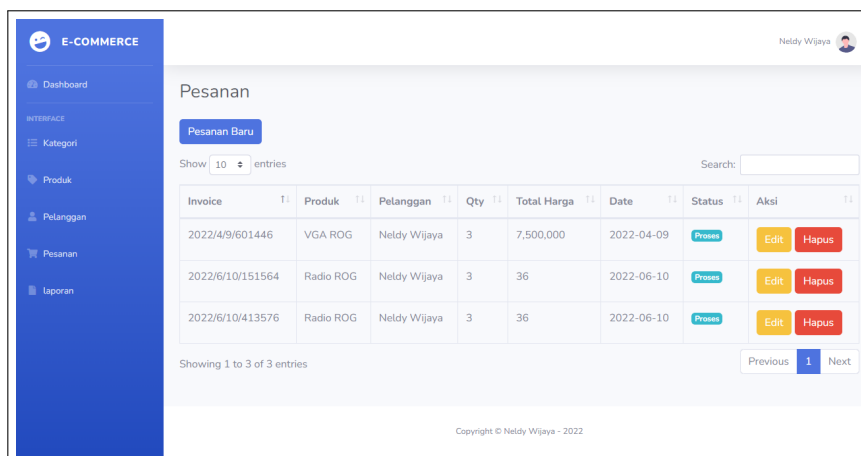 E-COMMERCE
Neldy Wijaya
Dashboard
INTERFACE
Kategori
Produk
Pelanggan
Pesanan
laporan
Pesanan
Pesanan Baru
Show 10 entries
Search:
Invoice Produk Pelanggan Qty Total Harga Date Status Aksi
2022/4/9/601446 VGA ROG Neldy Wijaya 3 7,500,000 2022-04-09 Proses Edit Hapus
2022/6/10/151564 Radio ROG Neldy Wijaya 3 36 2022-06-10 Proses Edit Hapus
2022/6/10/413576 Radio ROG Neldy Wijaya 3 36 2022-06-10 Proses Edit Hapus
Showing 1 to 3 of 3 entries
Previous 1 Next
Copyright © Neldy Wijaya - 2022